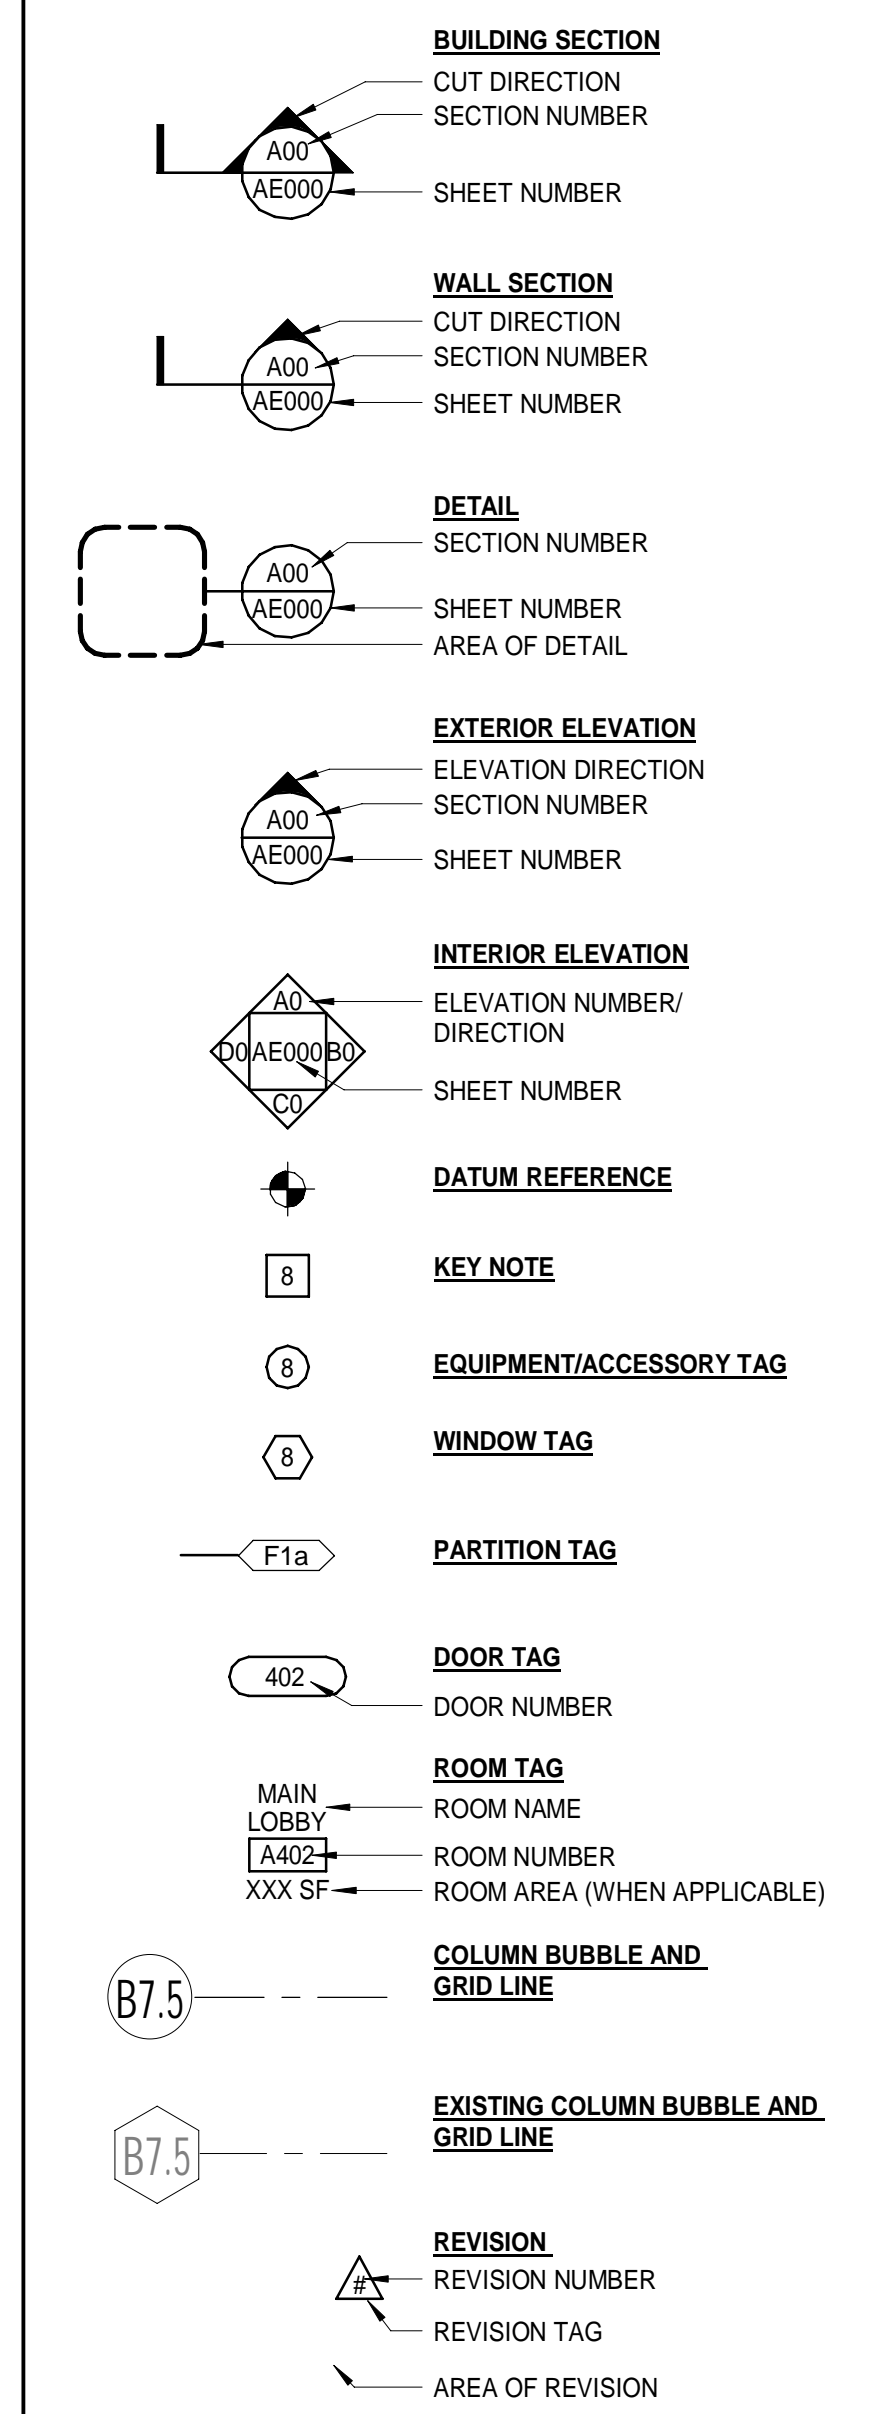 BUILDING SECTION
CUT DIRECTION
SECTION NUMBER
A00
AE000
SHEET NUMBER
WALL SECTION
CUT DIRECTION
SECTION NUMBER
A00
AE000
SHEET NUMBER
DETAIL
SECTION NUMBER
A00
AE000
SHEET NUMBER
AREA OF DETAIL
EXTERIOR ELEVATION
ELEVATION DIRECTION
SECTION NUMBER
A00
AE000
SHEET NUMBER
INTERIOR ELEVATION
A0
ELEVATION NUMBER/
DIRECTION
D0 AE000 B0
SHEET NUMBER
C0
DATUM REFERENCE
KEY NOTE
8
EQUIPMENT/ACCESSORY TAG
8
WINDOW TAG
8
PARTITION TAG
F1a
DOOR TAG
402
DOOR NUMBER
ROOM TAG
MAIN
LOBBY
ROOM NAME
A402
ROOM NUMBER
XXX SF
ROOM AREA (WHEN APPLICABLE)
COLUMN BUBBLE AND
GRID LINE
B7.5
EXISTING COLUMN BUBBLE AND
GRID LINE
B7.5
REVISION
#
REVISION NUMBER
REVISION TAG
AREA OF REVISION